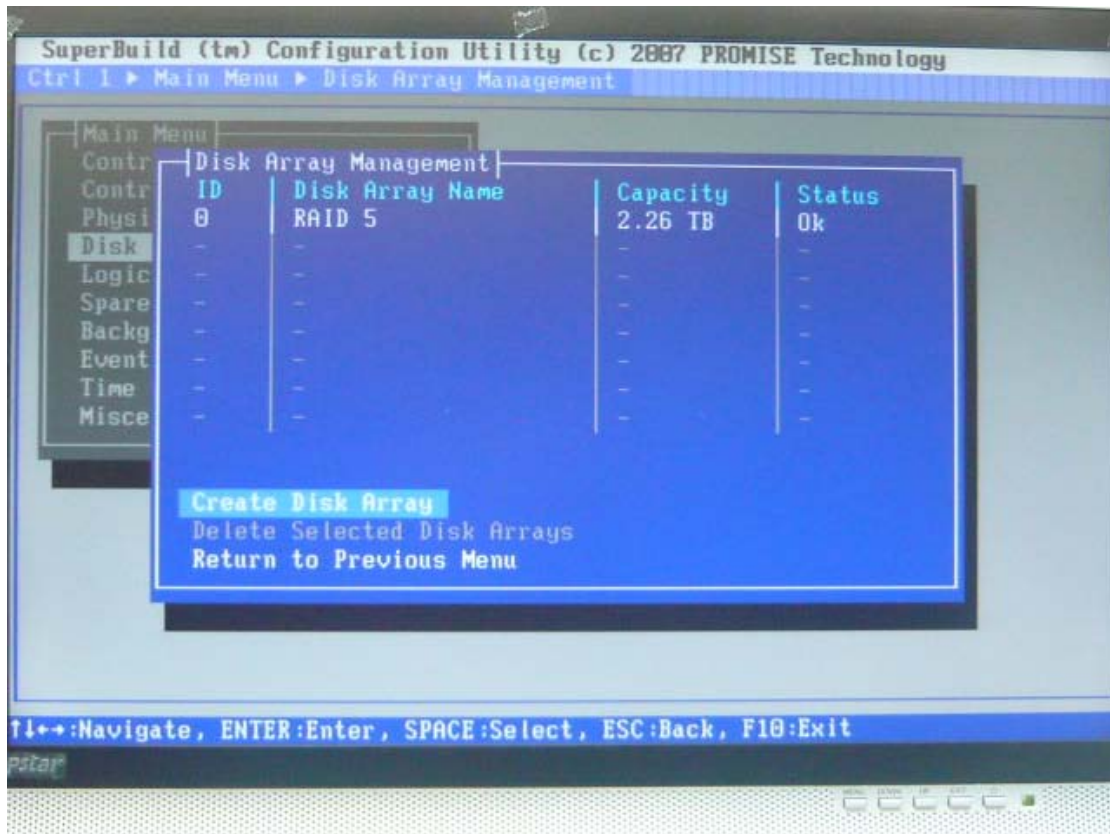 SuperBuild (tm) Configuration Utility (c) 2007 PROMISE Technology
Ctrl 1 ► Main Menu ► Disk Array Management
Main Menu
Contr
Contr
Physi
Disk
Logic
Spare
Backg
Event
Time
Misce
Disk Array Management
ID Disk Array Name Capacity Status
0 RAID 5 2.26 TB Ok
- - - -
- - - -
- - - -
- - - -
- - - -
- - - -
- - - -
Create Disk Array
Delete Selected Disk Arrays
Return to Previous Menu
↑↓←→:Navigate, ENTER:Enter, SPACE:Select, ESC:Back, F10:Exit
pstar